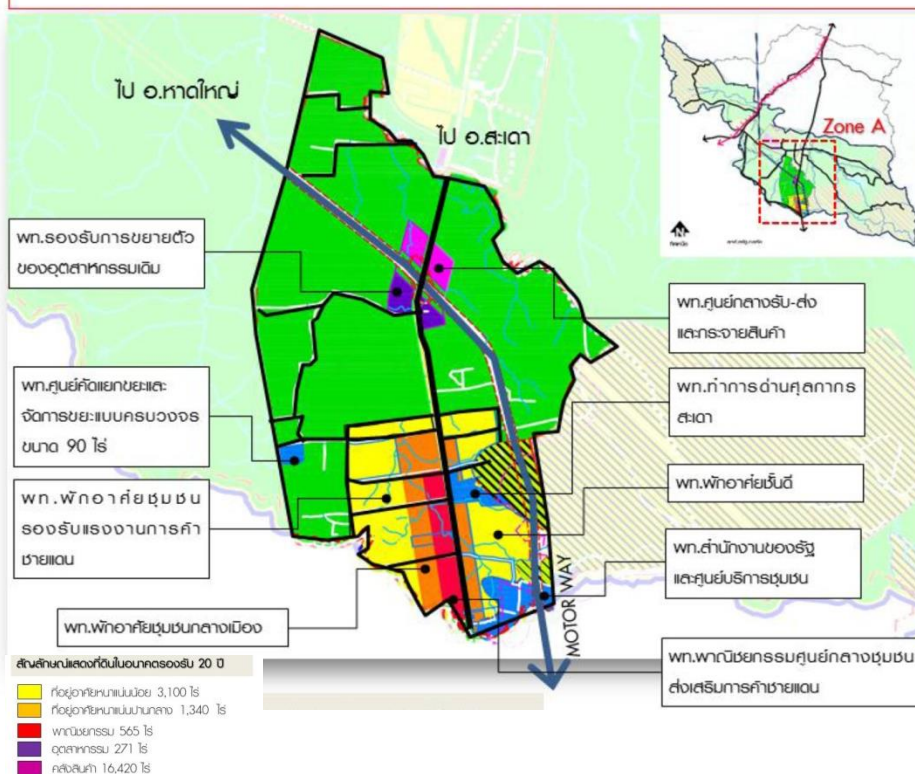 ไป อ.หาดใหญ่
ไป อ.สะเดา
Zone A
N
พท.รองรับการขยายตัว
ของอุตสาหกรรมเดิม
พท.ศูนย์คัดแยกขยะและ
จัดการขยะแบบครบวงจร
ขนาด 90 ไร่
พท.พักอาศัยชุมชน
รองรับแรงงานการค้า
ชายแดน
พท.พักอาศัยชุมชนกลางเมือง
พท.ศูนย์กลางรับ-ส่ง
และกระจายสินค้า
พท.ทำการด่านศุลกากร
สะเดา
พท.พักอาศัยชั้นดี
พท.สำนักงานของรัฐ
และศูนย์บริการชุมชน
พท.พาณิชยกรรมศูนย์กลางชุมชน
ส่งเสริมการค้าชายแดน
MOTOR WAY
สัญลักษณ์แสดงที่ดินในอนาคตรองรับ 20 ปี
ที่อยู่อาศัยหนาแน่นน้อย 3,100 ไร่
ที่อยู่อาศัยหนาแน่นปานกลาง 1,340 ไร่
พาณิชยกรรม 565 ไร่
อุตสาหกรรม 271 ไร่
คลังสินค้า 16,420 ไร่